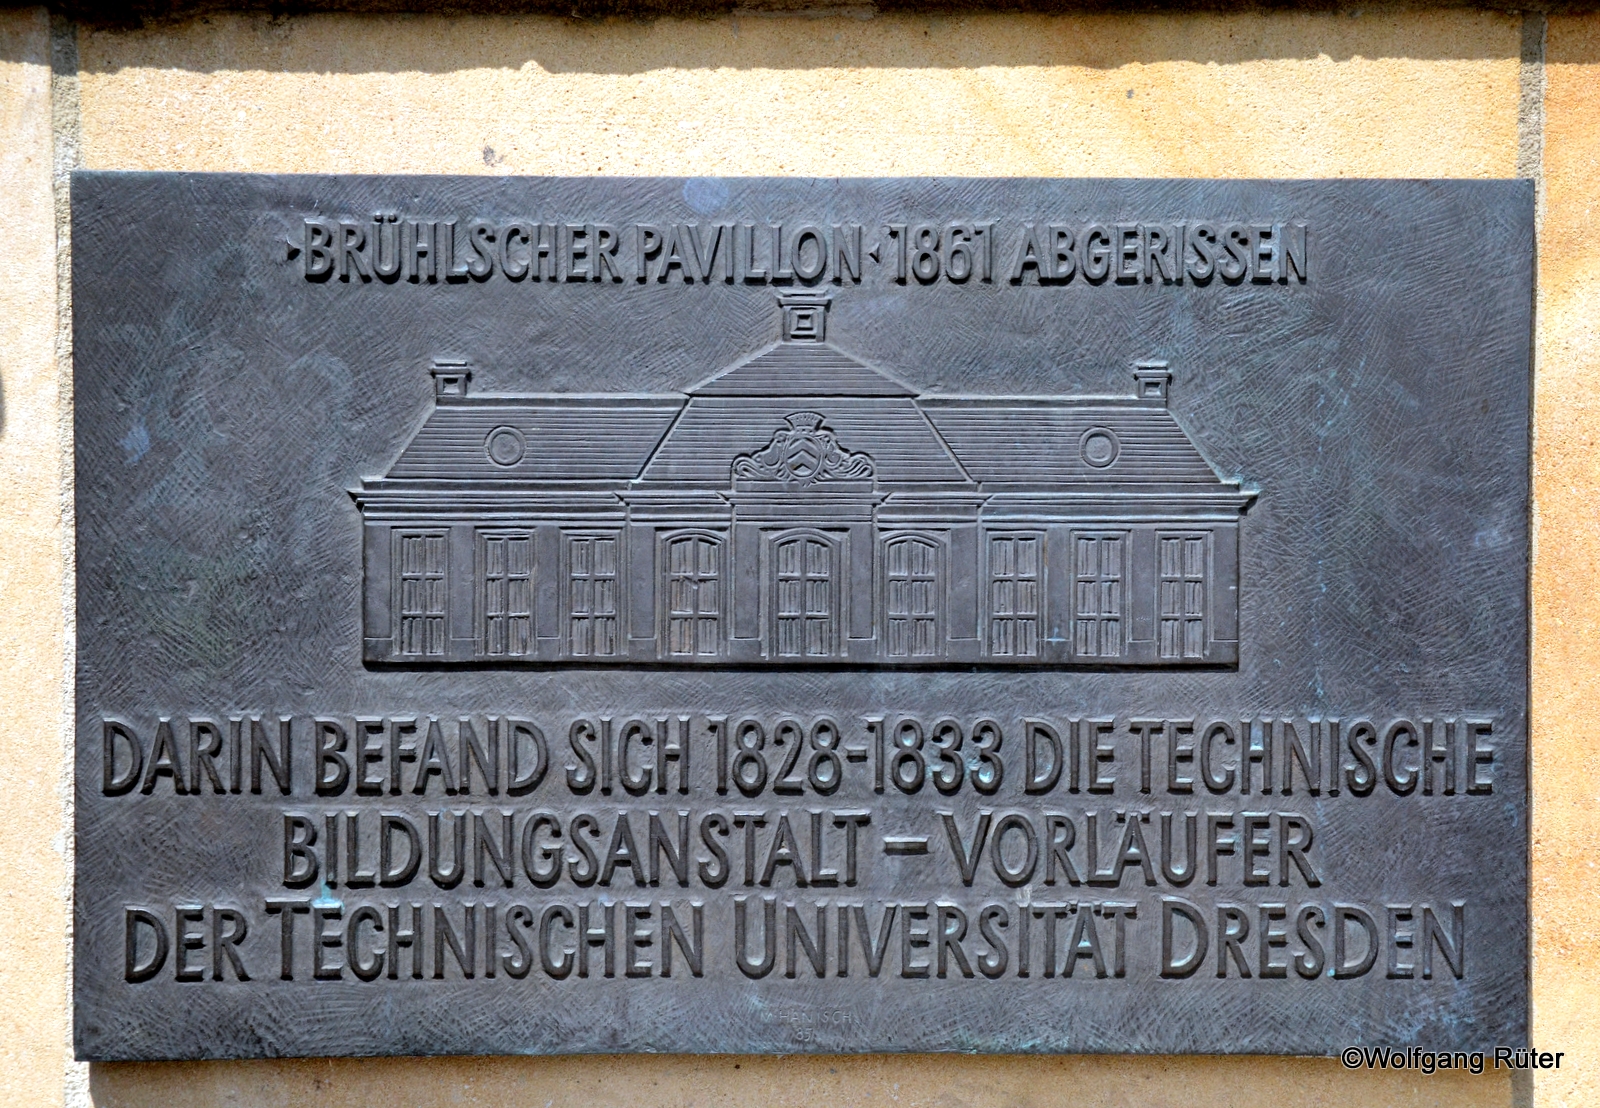 BRÜHLSCHER PAVILLON · 1861 ABGERISSEN
DARIN BEFAND SICH 1828-1833 DIE TECHNISCHE
BILDUNGSANSTALT – VORLÄUFER
DER TECHNISCHEN UNIVERSITÄT DRESDEN
HENISCH
©Wolfgang Rüter